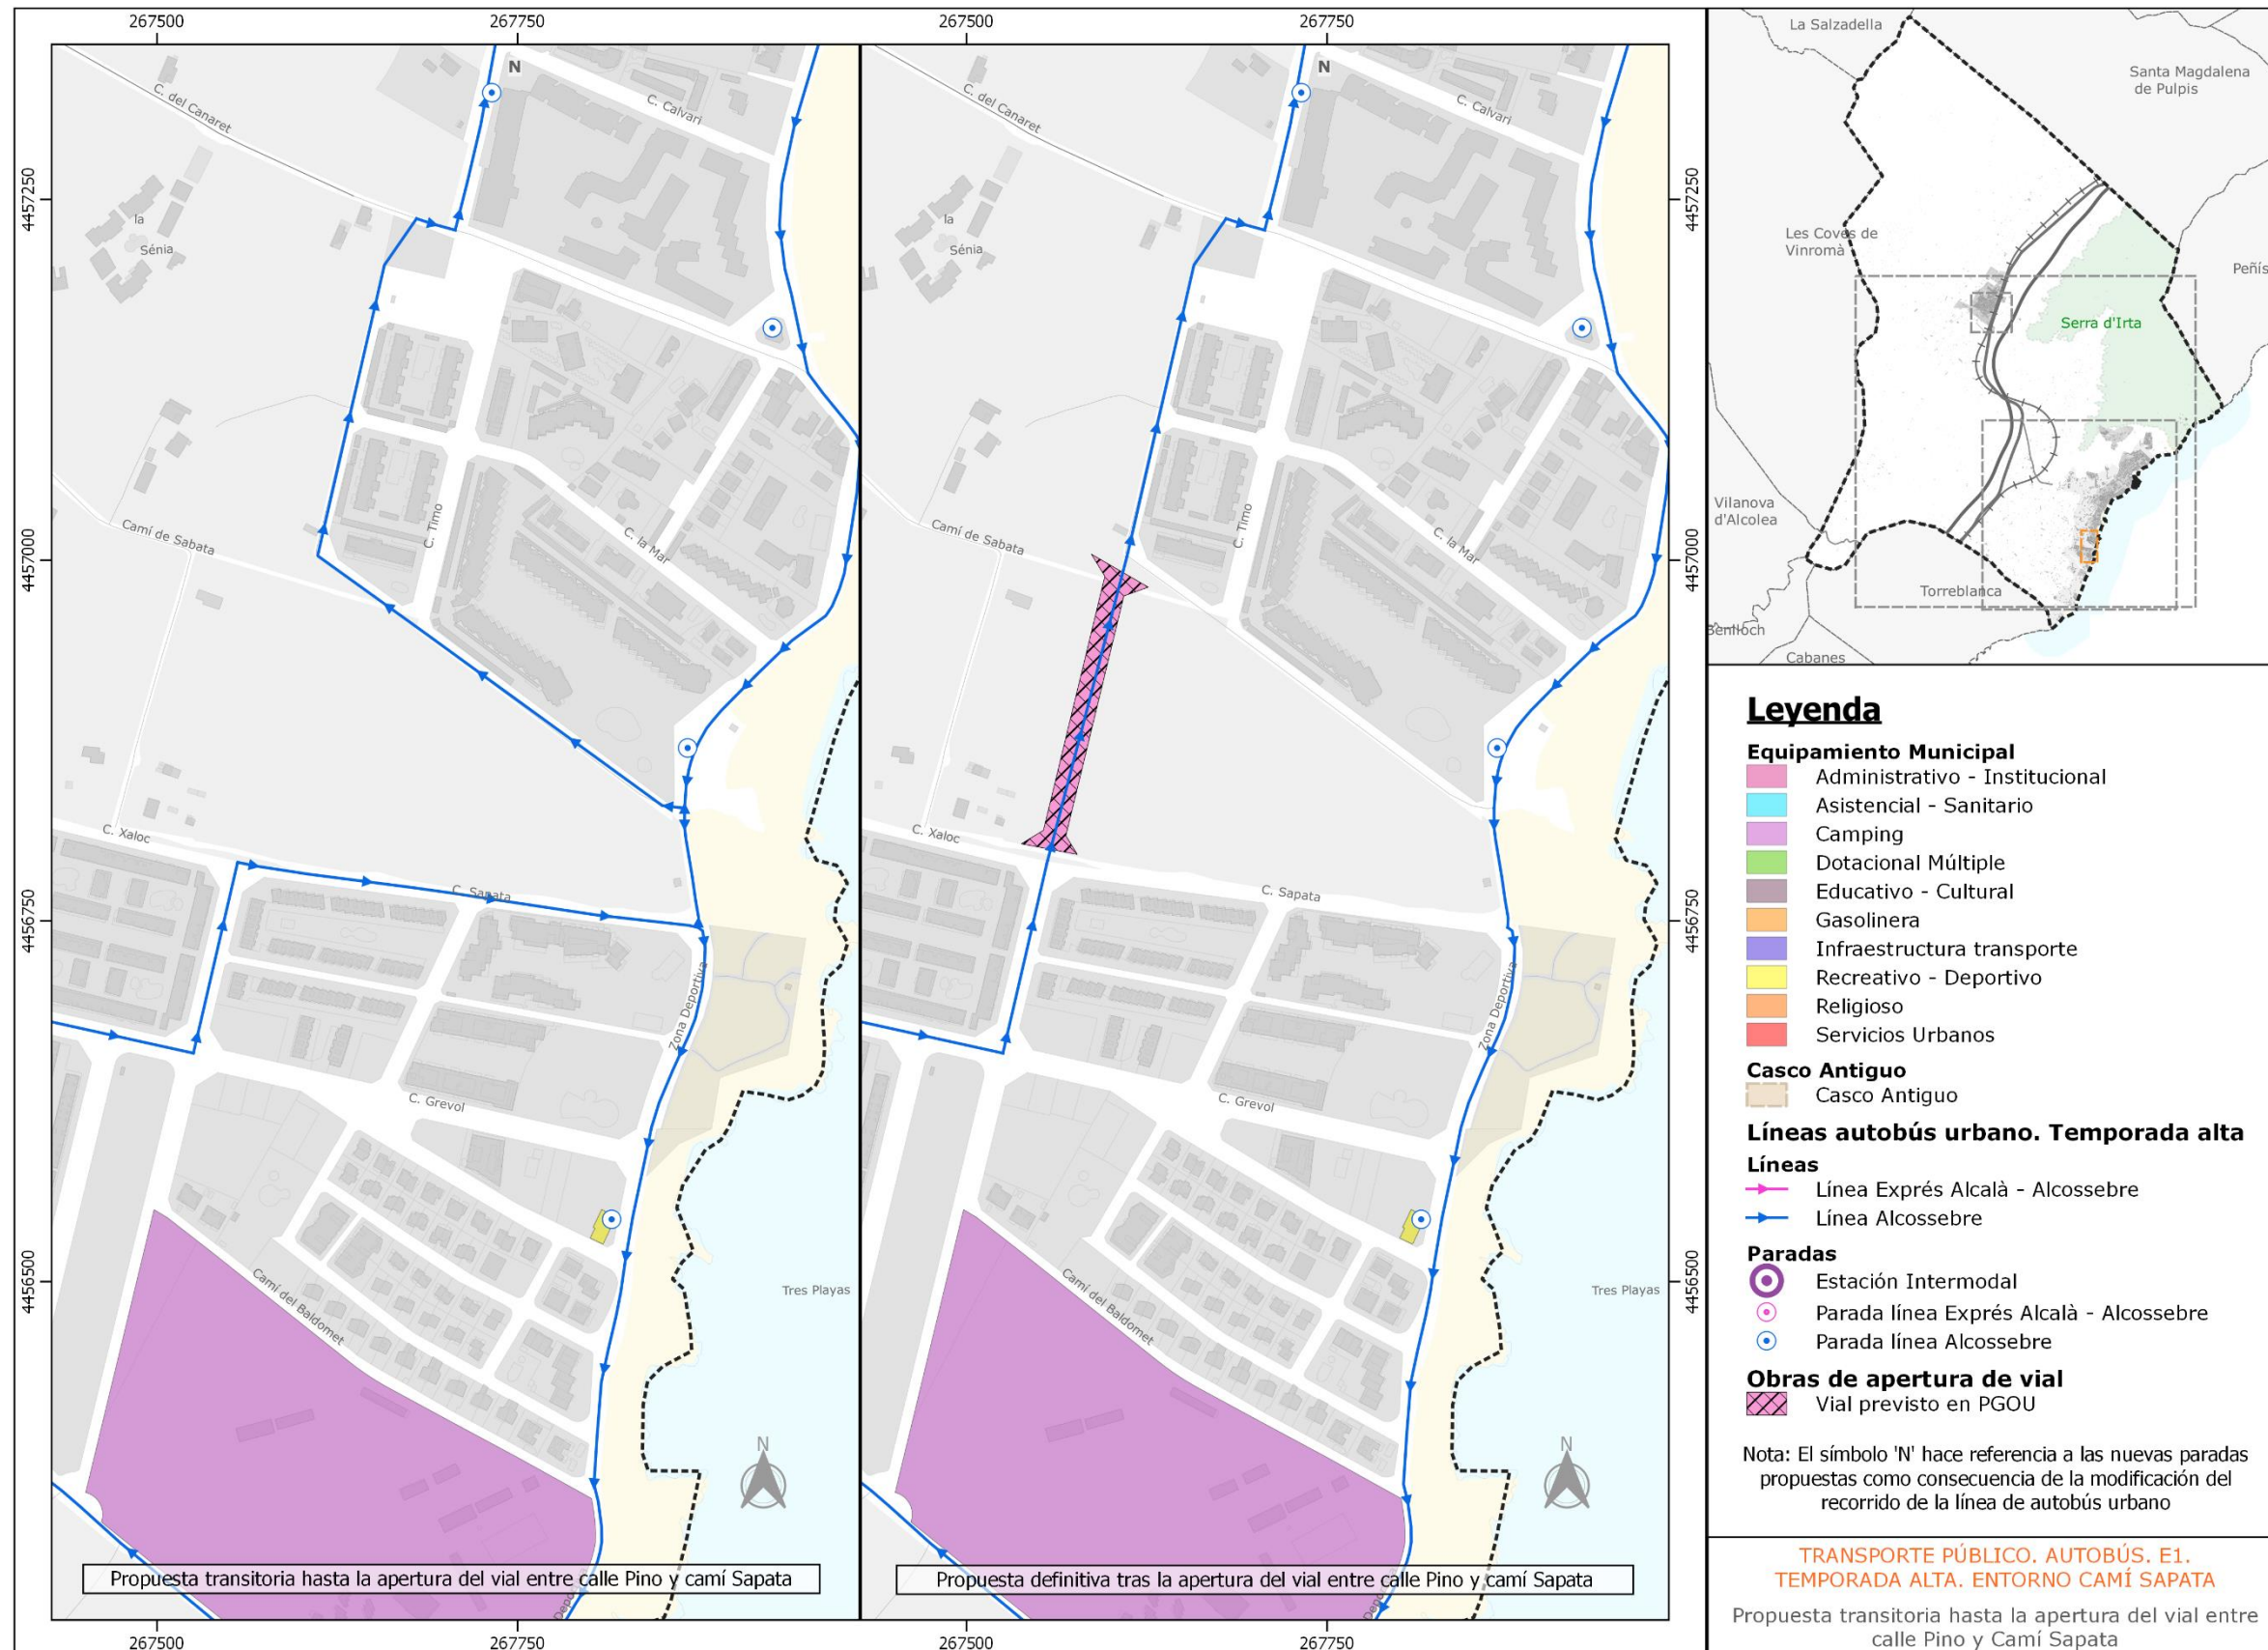 267500
267750
267500
267750
4457250
4457000
4456750
4456500
N
C. del Canaret
C. Calvari
la
Sénia
C. Timo
Camí de Sabata
C. la Mar
C. Xaloc
C. Sapata
Zona Deportiva
C. Grevol
Camí del Baldomet
Tres Playas
N
Propuesta transitoria hasta la apertura del vial entre calle Pino y camí Sapata
N
C. del Canaret
C. Calvari
la
Sénia
C. Timo
Camí de Sabata
C. la Mar
C. Xaloc
C. Sapata
Zona Deportiva
C. Grevol
Camí del Baldomet
Tres Playas
N
Propuesta definitiva tras la apertura del vial entre calle Pino y camí Sapata
4457250
4457000
4456750
4456500
267500
267750
267500
267750
La Salzadella
Santa Magdalena
de Pulpis
Les Coves de
Vinromà
Peñís
Serra d'Irta
Vilanova
d'Alcolea
Torreblanca
Benlloch
Cabanes
Leyenda
Equipamiento Municipal
Administrativo - Institucional
Asistencial - Sanitario
Camping
Dotacional Múltiple
Educativo - Cultural
Gasolinera
Infraestructura transporte
Recreativo - Deportivo
Religioso
Servicios Urbanos
Casco Antiguo
Casco Antiguo
Líneas autobús urbano. Temporada alta
Líneas
Línea Exprés Alcalà - Alcossebre
Línea Alcossebre
Paradas
Estación Intermodal
Parada línea Exprés Alcalà - Alcossebre
Parada línea Alcossebre
Obras de apertura de vial
Vial previsto en PGOU
Nota: El símbolo 'N' hace referencia a las nuevas paradas
propuestas como consecuencia de la modificación del
recorrido de la línea de autobús urbano
TRANSPORTE PÚBLICO. AUTOBÚS. E1.
TEMPORADA ALTA. ENTORNO CAMÍ SAPATA
Propuesta transitoria hasta la apertura del vial entre
calle Pino y Camí Sapata